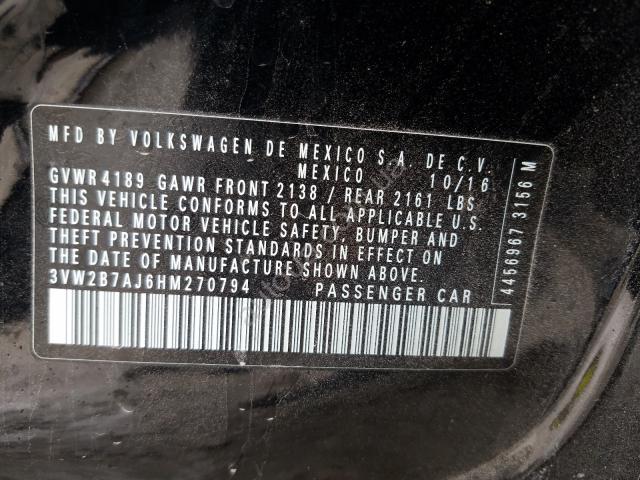 MFD BY VOLKSWAGEN DE MEXICO S.A. DE C.V.
MEXICO 10/16
GVWR 4189 GAWR FRONT 2138 / REAR 2161 LBS
THIS VEHICLE CONFORMS TO ALL APPLICABLE U.S.
FEDERAL MOTOR VEHICLE SAFETY, BUMPER AND
THEFT PREVENTION STANDARDS IN EFFECT ON
THE DATE OF MANUFACTURE SHOWN ABOVE.
3VW2B7AJ6HM270794 PASSENGER CAR
4456967 3156 M